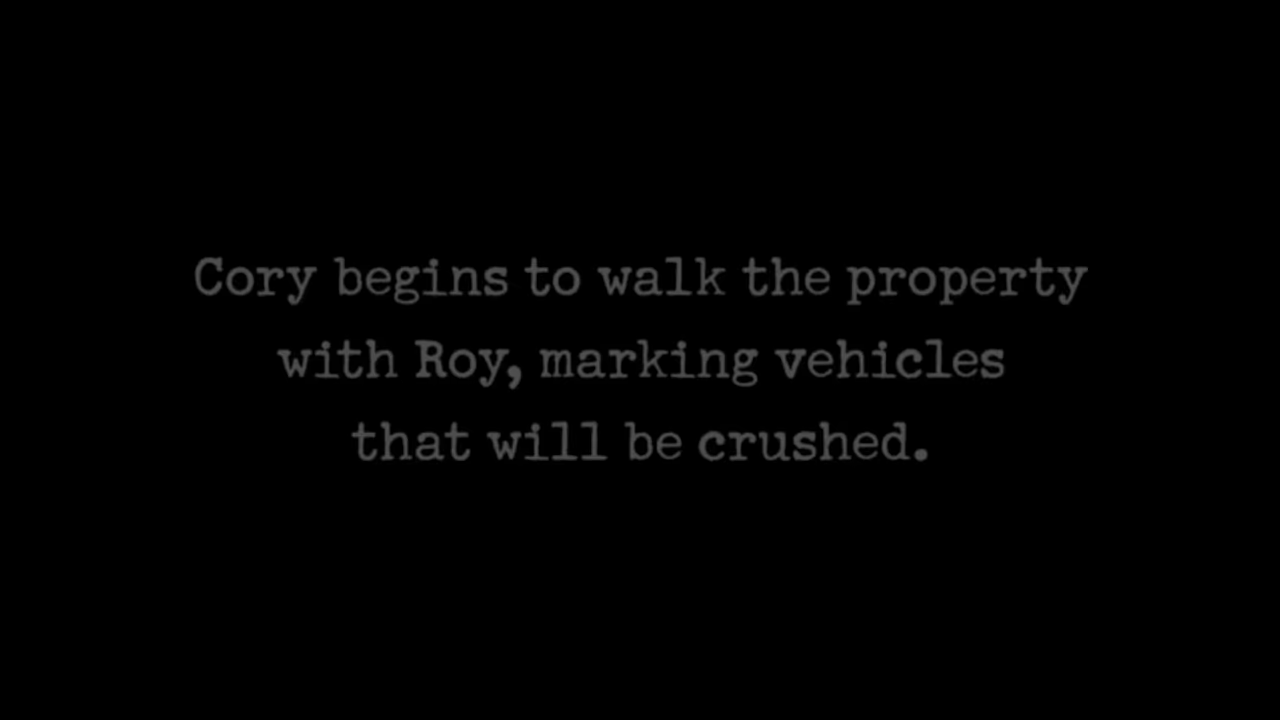 Cory begins to walk the property
with Roy, marking vehicles
that will be crushed.